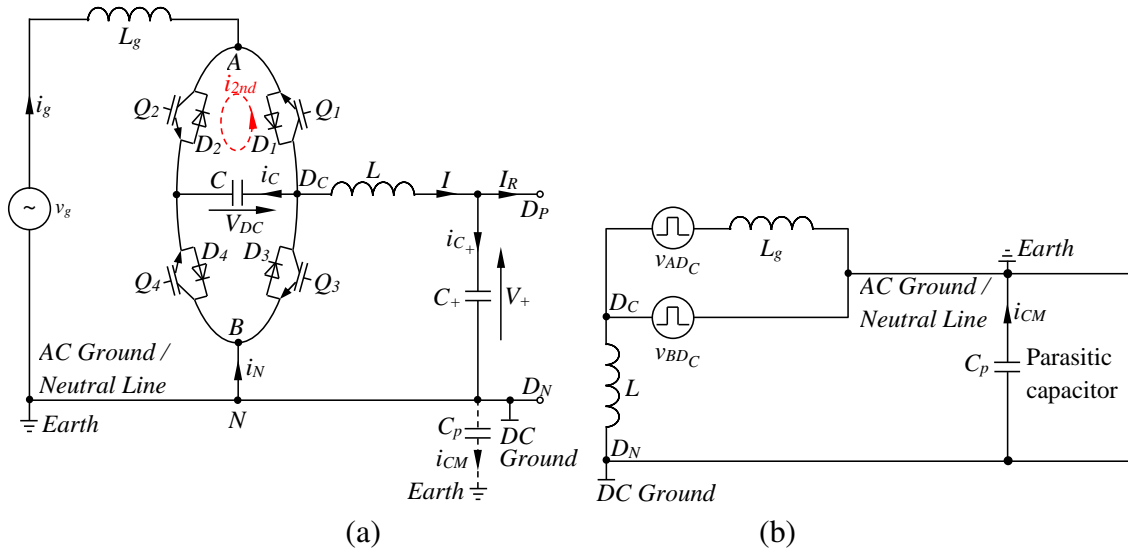 L_g
A
i_g
i_2nd
Q_2
Q_1
D_2
D_1
C
i_C
D_C
L
I
I_R
D_P
~
v_g
V_DC
i_C+
D_4
D_3
Q_4
Q_3
C_+
V_+
B
AC Ground /
Neutral Line
i_N
D_N
Earth
N
C_p
DC
Ground
i_CM
Earth
(a)
v_AD_C
L_g
Earth
D_C
AC Ground /
Neutral Line
v_BD_C
i_CM
L
C_p
Parasitic
capacitor
D_N
DC Ground
(b)